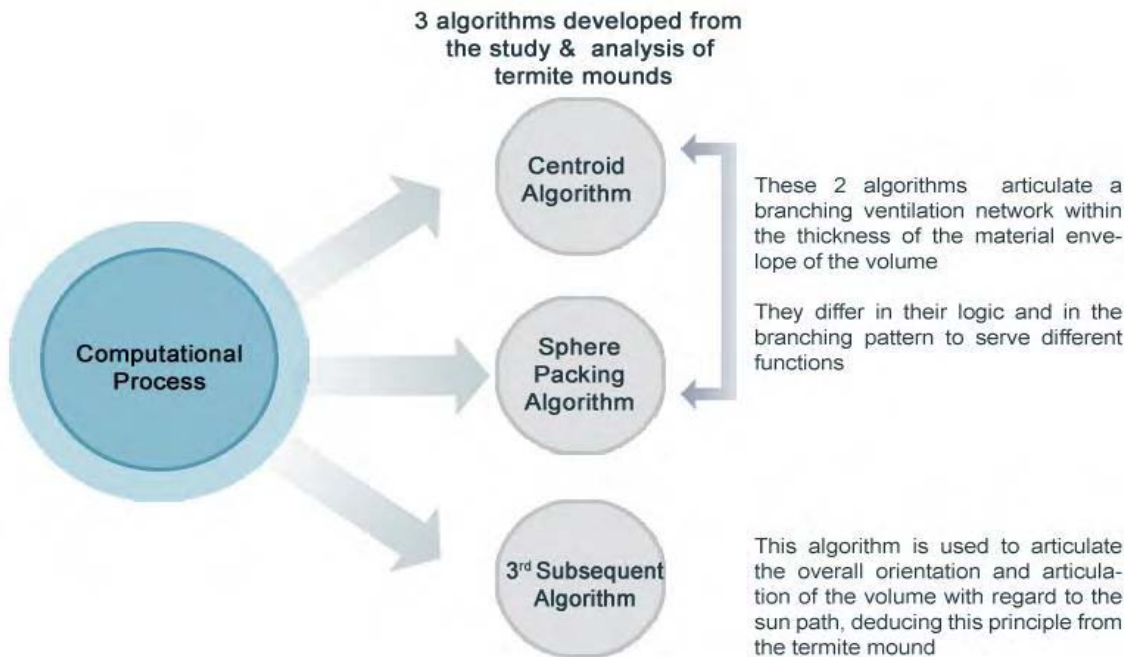 3 algorithms developed from
the study & analysis of
termite mounds
Centroid
Algorithm
These 2 algorithms articulate a
branching ventilation network within
the thickness of the material enve-
lope of the volume
They differ in their logic and in the
branching pattern to serve different
functions
Computational
Process
Sphere
Packing
Algorithm
3rd Subsequent
Algorithm
This algorithm is used to articulate
the overall orientation and articula-
tion of the volume with regard to the
sun path, deducing this principle from
the termite mound